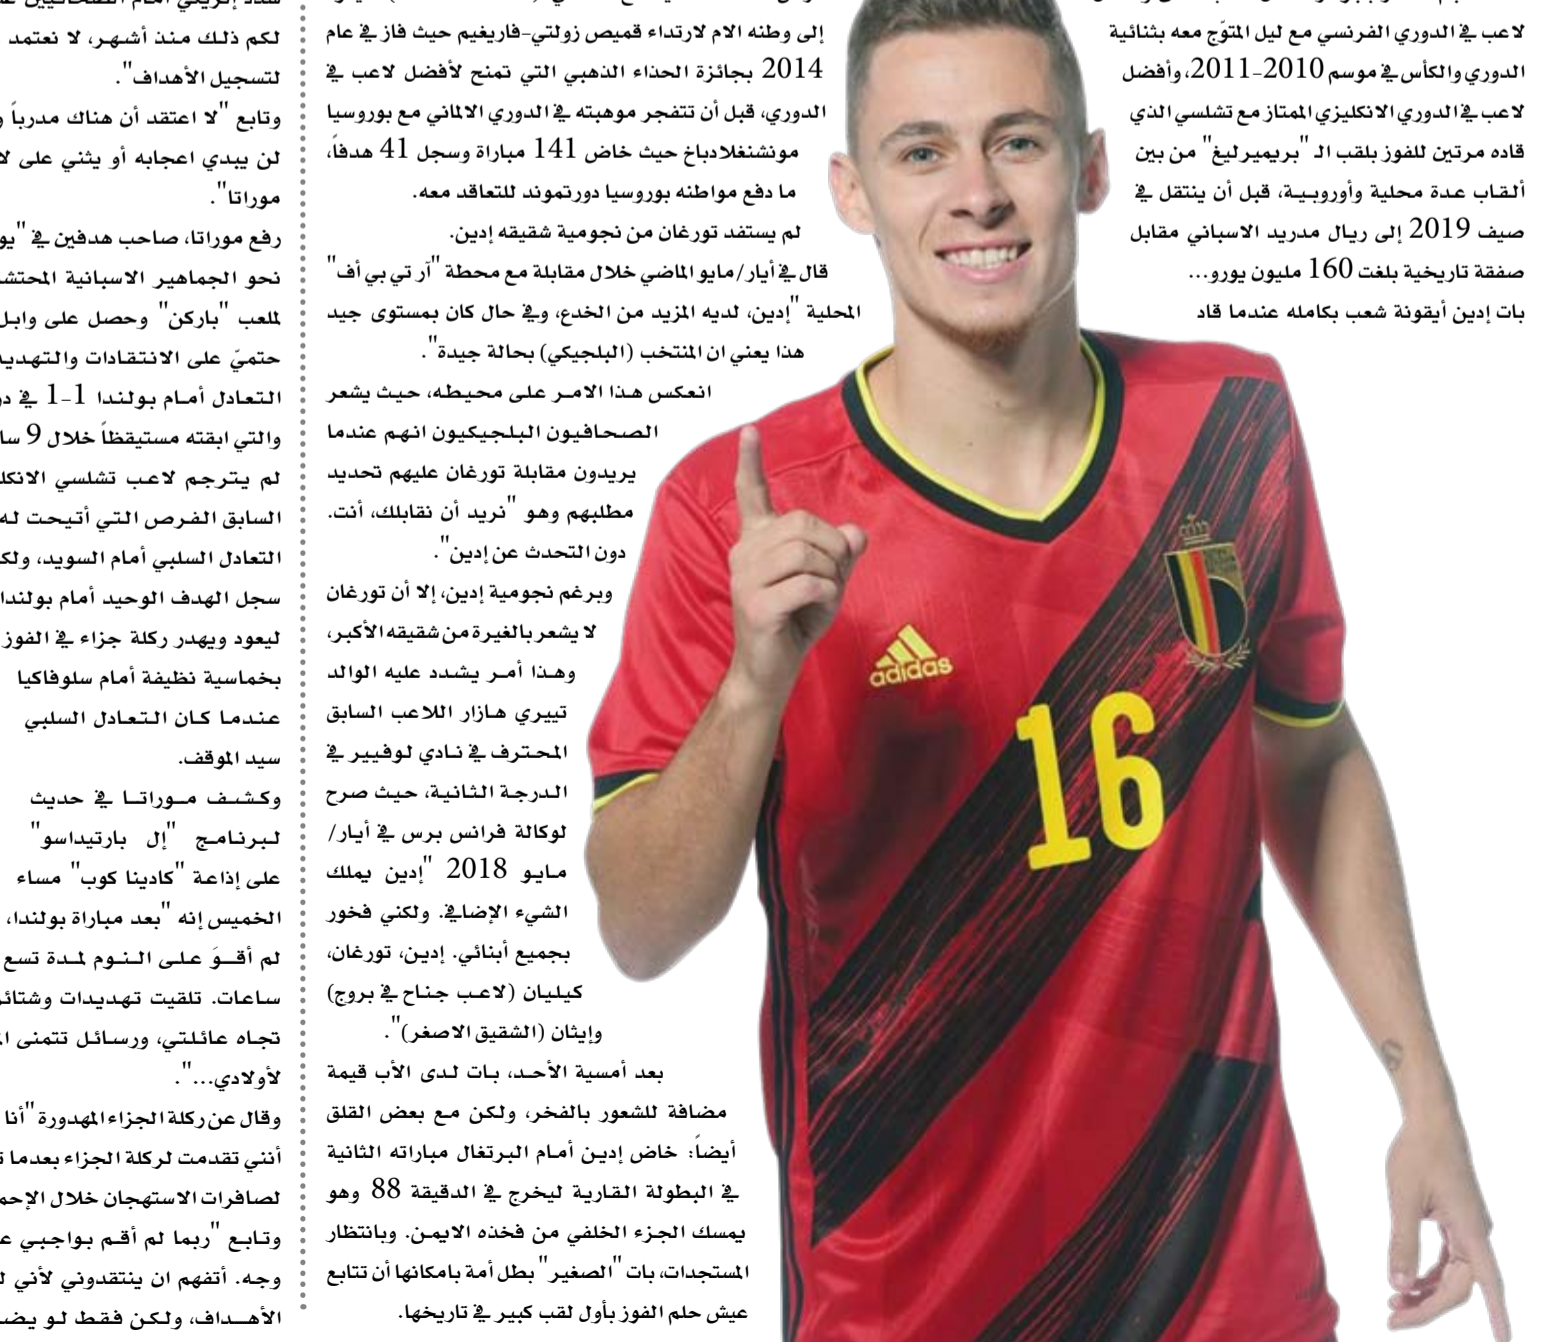 لاعب في الدوري الفرنسي مع ليل المتوّج معه بثنائية
الدوري والكأس في موسم 2010-2011، وأفضل
لاعب في الدوري الانكليزي الممتاز مع تشلسي الذي
قاده مرتين للفوز بلقب الـ "بريميرليغ" من بين
ألقاب عدة محلية وأوروبية، قبل أن ينتقل في
صيف 2019 إلى ريال مدريد الاسباني مقابل
صفقة تاريخية بلغت 160 مليون يورو...
بات إدين أيقونة شعب بكامله عندما قاد
إلى وطنه الام لارتداء قميص زولتي-فاريغيم حيث فاز في عام
2014 بجائزة الحذاء الذهبي التي تمنح لأفضل لاعب في
الدوري، قبل أن تتفجر موهبته في الدوري الالماني مع بوروسيا
مونشنغلادباخ حيث خاض 141 مباراة وسجل 41 هدفاً،
ما دفع مواطنه بوروسيا دورتموند للتعاقد معه.
لم يستفد تورغان من نجومية شقيقه إدين.
قال في أيار/مايو الماضي خلال مقابلة مع محطة "آر تي بي أف"
المحلية "إدين، لديه المزيد من الخدع، وفي حال كان بمستوى جيد
هذا يعني ان المنتخب (البلجيكي) بحالة جيدة".
انعكس هذا الامر على محيطه، حيث يشعر
الصحافيون البلجيكيون انهم عندما
يريدون مقابلة تورغان عليهم تحديد
مطلبهم وهو "نريد أن نقابلك، أنت.
دون التحدث عن إدين".
وبرغم نجومية إدين، إلا أن تورغان
لا يشعر بالغيرة من شقيقه الأكبر،
وهذا أمر يشدد عليه الوالد
تييري هازار اللاعب السابق
المحترف في نادي لوفيير في
الدرجة الثانية، حيث صرح
لوكالة فرانس برس في أيار/
مايو 2018 "إدين يملك
الشيء الإضافي. ولكني فخور
بجميع أبنائي. إدين، تورغان،
كيليان (لاعب جناح في بروج)
وإيثان (الشقيق الاصغر)".
بعد أمسية الأحد، بات لدى الأب قيمة
مضافة للشعور بالفخر، ولكن مع بعض القلق
أيضاً: خاض إدين أمام البرتغال مباراته الثانية
في البطولة القارية ليخرج في الدقيقة 88 وهو
يمسك الجزء الخلفي من فخذه الايمن. وبانتظار
المستجدات، بات "الصغير" بطل أمة بامكانها أن تتابع
عيش حلم الفوز بأول لقب كبير في تاريخها.
لكم ذلك منذ أشهر، لا نعتمد
لتسجيل الأهداف".
وتابع "لا اعتقد أن هناك مدرباً
لن يبدي اعجابه أو يثني على
موراتا".
رفع موراتا، صاحب هدفين في
نحو الجماهير الاسبانية
لملعب "باركن" وحصل على وابل
حتميّ على الانتقادات
التعادل أمام بولندا 1-1 في
والتي ابقته مستيقظاً خلال 9
لم يترجم لاعب تشلسي
السابق الفرص التي أتيحت له
التعادل السلبي أمام السويد،
سجل الهدف الوحيد أمام بولندا
ليعود ويهدر ركلة جزاء في الفوز
بخماسية نظيفة أمام سلوفاكيا
عندما كان التعادل السلبي
سيد الموقف.
وكشف موراتا في حديث
لبرنامج "إل بارتيداسو"
على إذاعة "كادينا كوب" مساء
الخميس إنه "بعد مباراة بولندا،
لم أقوَ على النوم لمدة تسع
ساعات. تلقيت تهديدات
تجاه عائلتي، ورسائل تتمنى
لأولادي...".
وقال عن ركلة الجزاء المهدورة "أنا
أنني تقدمت لركلة الجزاء بعدما
لصافرات الاستهجان خلال
وتابع "ربما لم أقم بواجبي
وجه. أتفهم ان ينتقدوني لأني
الأهداف، ولكن فقط لو
adidas
16